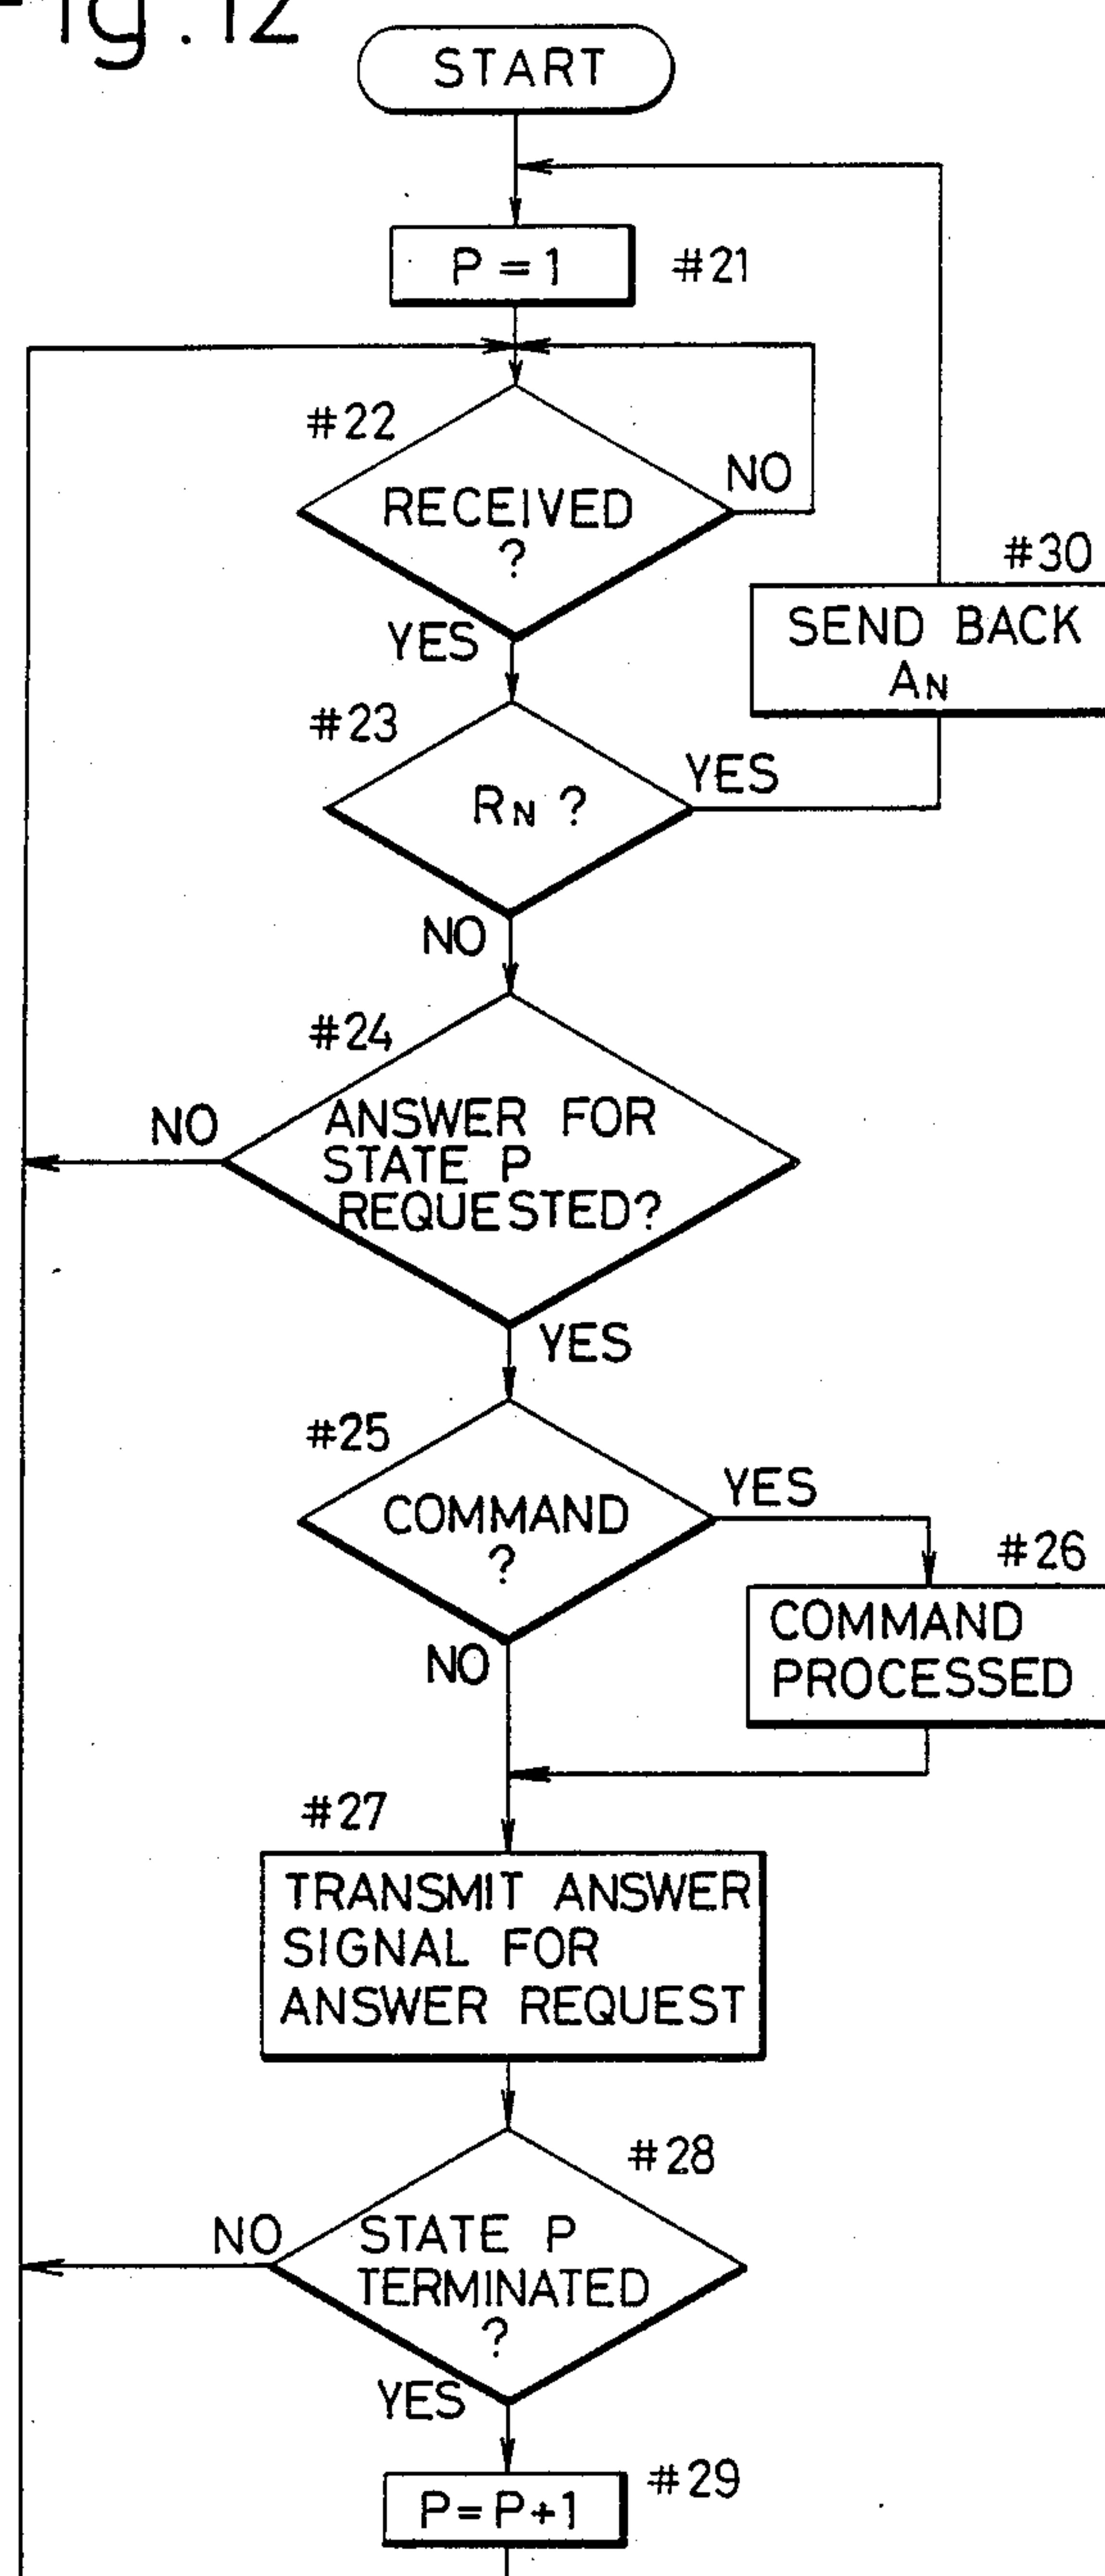 Fig. 12
START
P = 1 #21
#22
NO
RECEIVED
?
YES
#30
SEND BACK
AN
#23
YES
RN ?
NO
#24
NO
ANSWER FOR
STATE P
REQUESTED?
YES
#25
YES
COMMAND
?
NO
#26
COMMAND
PROCESSED
#27
TRANSMIT ANSWER
SIGNAL FOR
ANSWER REQUEST
#28
NO
STATE P
TERMINATED
?
YES
#29
P=P+1